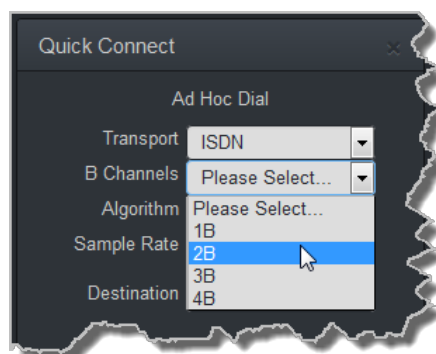 Quick Connect ×
Ad Hoc Dial
Transport ISDN
B Channels Please Select...
Algorithm Please Select...
1B
Sample Rate 2B
3B
Destination 4B